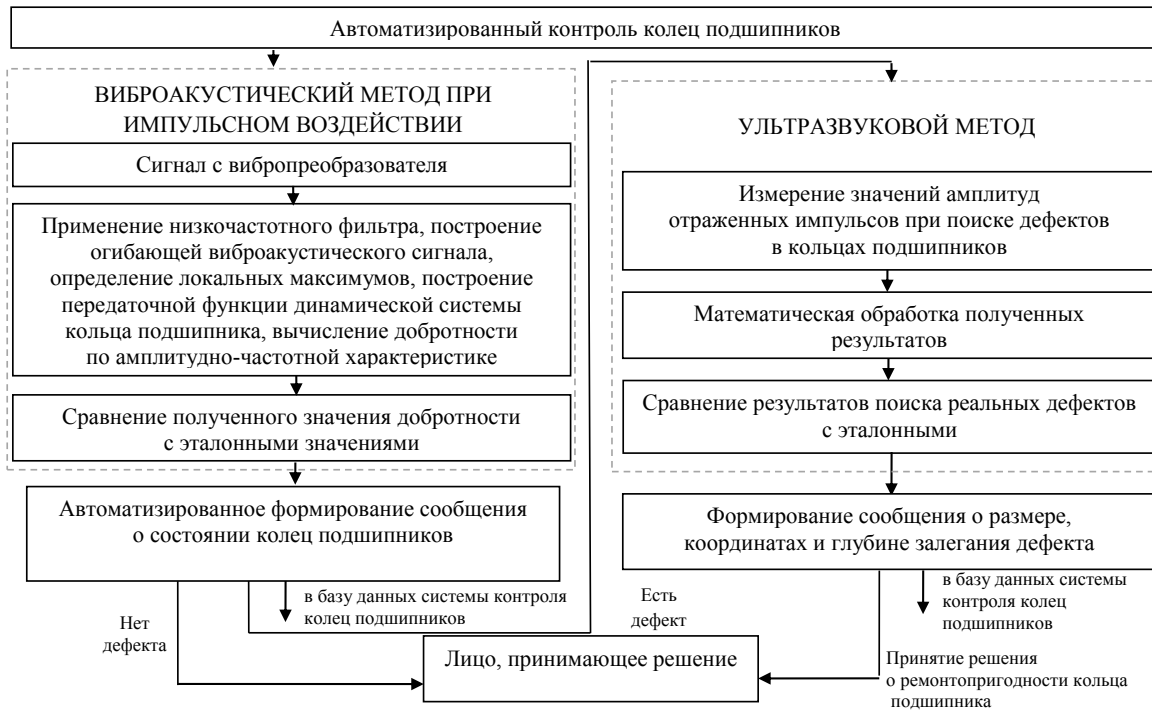 Автоматизированный контроль колец подшипников
ВИБРОАКУСТИЧЕСКИЙ МЕТОД ПРИ
ИМПУЛЬСНОМ ВОЗДЕЙСТВИИ
Сигнал с вибропреобразователя
Применение низкочастотного фильтра, построение
огибающей виброакустического сигнала,
определение локальных максимумов, построение
передаточной функции динамической системы
кольца подшипника, вычисление добротности
по амплитудно-частотной характеристике
Сравнение полученного значения добротности
с эталонными значениями
Автоматизированное формирование сообщения
о состоянии колец подшипников
Нет
дефекта
в базу данных системы контроля
колец подшипников
УЛЬТРАЗВУКОВОЙ МЕТОД
Измерение значений амплитуд
отраженных импульсов при поиске дефектов
в кольцах подшипников
Математическая обработка полученных
результатов
Сравнение результатов поиска реальных дефектов
с эталонными
Формирование сообщения о размере,
координатах и глубине залегания дефекта
Есть
дефект
в базу данных системы
контроля колец
подшипников
Лицо, принимающее решение
Принятие решения
о ремонтопригодности кольца
подшипника